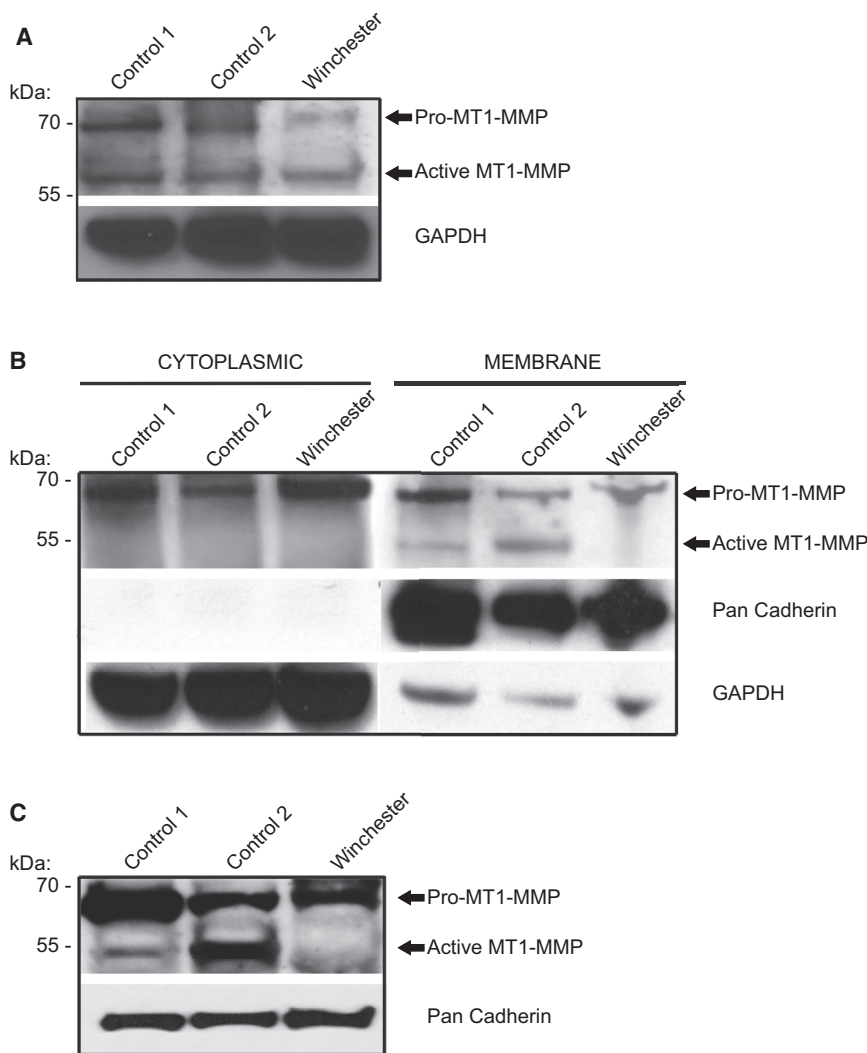 A
Control 1
Control 2
Winchester
kDa:
70 -
Pro-MT1-MMP
Active MT1-MMP
55 -
GAPDH
B
CYTOPLASMIC
MEMBRANE
Control 1
Control 2
Winchester
Control 1
Control 2
Winchester
kDa:
70 -
Pro-MT1-MMP
55 -
Active MT1-MMP
Pan Cadherin
GAPDH
C
Control 1
Control 2
Winchester
kDa:
70 -
Pro-MT1-MMP
55 -
Active MT1-MMP
Pan Cadherin